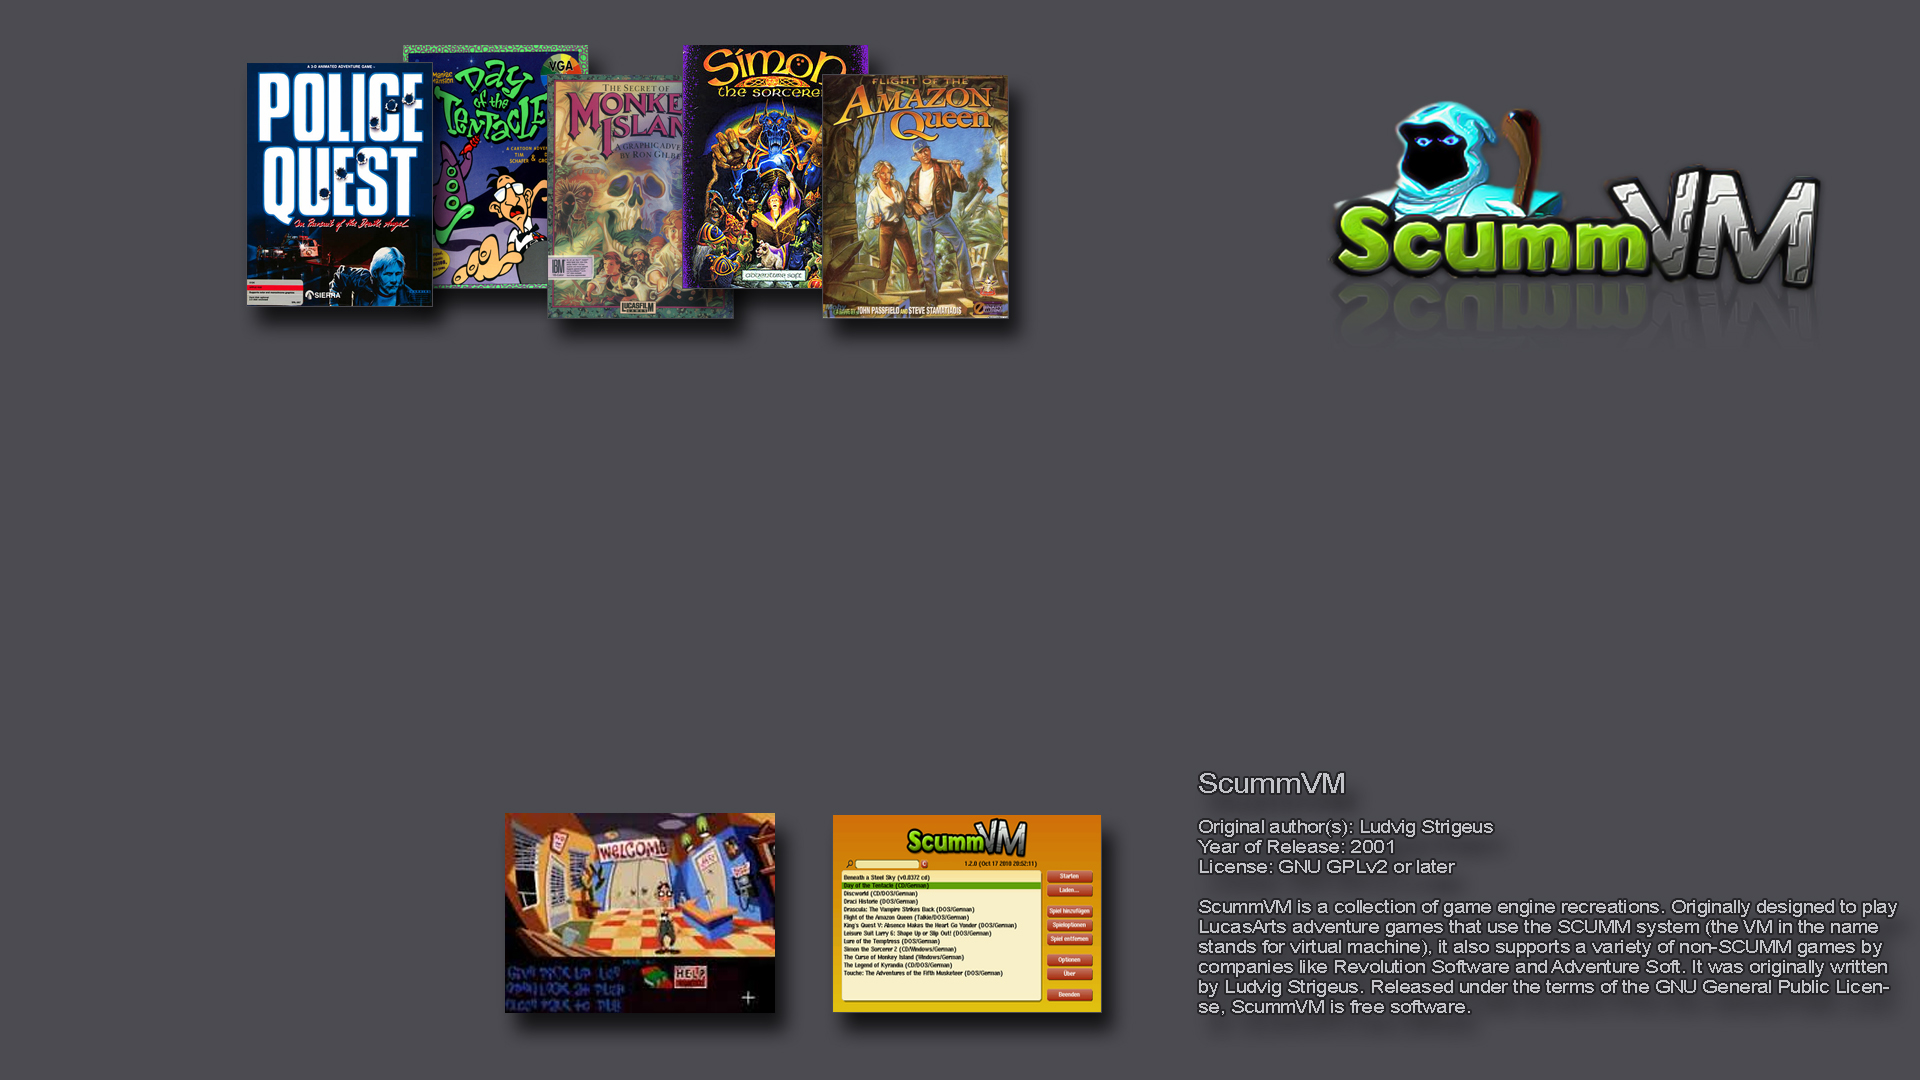 A 3-D ANIMATED ADVENTURE GAME
POLICE
QUEST
In Pursuit of the Death Angel
SIERRA
Maniac
Mansion
Day
of the
Tentacle
VGA
A CARTOON ADVEN
TIM
SCHAFER & GRO
THE SECRET OF
MONKE
ISLAN
A GRAPHIC ADVE
BY RON GILBE
IBM
LUCASFILM
Simon
the sorcerer
adventure soft
FLIGHT OF THE
AMAZON
Queen
JOHN PASSFIELD AND STEVE STAMATIADIS
ScummVM
WELCOME
HELP
ScummVM
1.2.0 (Oct 17 2010 20:52:11)
Beneath a Steel Sky (v0.0372 cd)
Day of the Tentacle (CD/German)
Discworld (CD/DOS/German)
Draci Historie (DOS/German)
Drascula: The Vampire Strikes Back (DOS/German)
Flight of the Amazon Queen (Talkie/DOS/German)
King's Quest V: Absence Makes the Heart Go Yonder (DOS/German)
Leisure Suit Larry 6: Shape Up or Slip Out! (DOS/German)
Lure of the Temptress (DOS/German)
Simon the Sorcerer 2 (CD/Windows/German)
The Curse of Monkey Island (Windows/German)
The Legend of Kyrandia (CD/DOS/German)
Touche: The Adventures of the Fifth Musketeer (DOS/German)
Starten
Laden...
Spiel hinzufügen
Spieloptionen
Spiel entfernen
Optionen
Über
Beenden
ScummVM
Original author(s): Ludvig Strigeus
Year of Release: 2001
License: GNU GPLv2 or later
ScummVM is a collection of game engine recreations. Originally designed to play
LucasArts adventure games that use the SCUMM system (the VM in the name
stands for virtual machine), it also supports a variety of non-SCUMM games by
companies like Revolution Software and Adventure Soft. It was originally written
by Ludvig Strigeus. Released under the terms of the GNU General Public Licen-
se, ScummVM is free software.